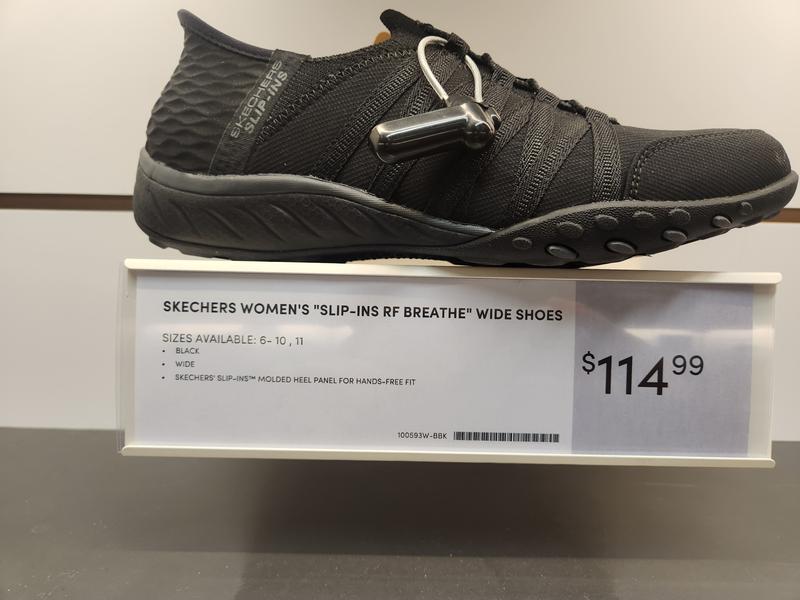 SKECHERS
SLIP-INS
SKECHERS WOMEN'S "SLIP-INS RF BREATHE" WIDE SHOES
SIZES AVAILABLE: 6- 10 , 11
• BLACK
• WIDE
• SKECHERS' SLIP-INS™ MOLDED HEEL PANEL FOR HANDS-FREE FIT
$114 99
100593W-BBK